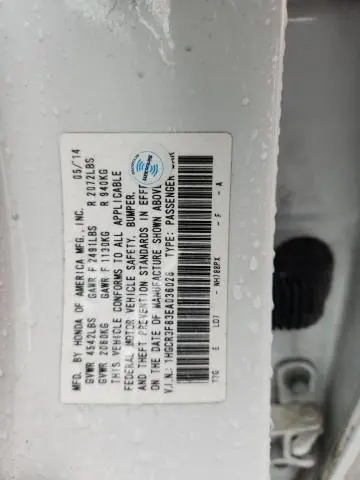 MFD. BY HONDA OF AMERICA MFG., INC. 05/14
GVWR 4542LBS GAWR F 2491LBS R 2072LBS
GVWR 2060KG GAWR F 1130KG R 940KG
THIS VEHICLE CONFORMS TO ALL APPLICABLE
FEDERAL MOTOR VEHICLE SAFETY, BUMPER,
AND THEFT PREVENTION STANDARDS IN EFFE
ON THE DATE OF MANUFACTURE SHOWN ABOVE
V.I.N.: 1HGCR3F83EA036028 TYPE: PASSENGER
T2G E LD7 - NH788PX - F - A